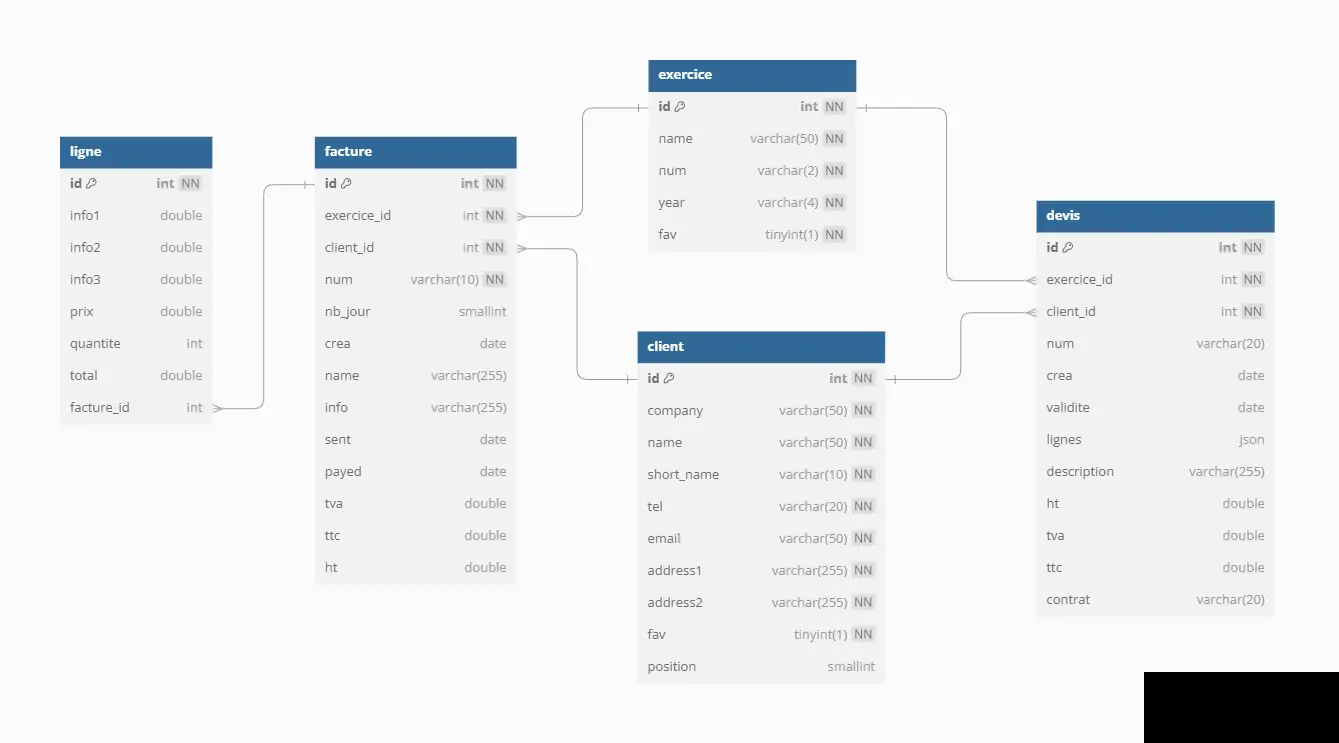 ligne
id int NN
info1 double
info2 double
info3 double
prix double
quantite int
total double
facture_id int
facture
id int NN
exercice_id int NN
client_id int NN
num varchar(10) NN
nb_jour smallint
crea date
name varchar(255)
info varchar(255)
sent date
payed date
tva double
ttc double
ht double
exercice
id int NN
name varchar(50) NN
num varchar(2) NN
year varchar(4) NN
fav tinyint(1) NN
client
id int NN
company varchar(50) NN
name varchar(50) NN
short_name varchar(10) NN
tel varchar(20) NN
email varchar(50) NN
address1 varchar(255) NN
address2 varchar(255) NN
fav tinyint(1) NN
position smallint
devis
id int NN
exercice_id int NN
client_id int NN
num varchar(20)
crea date
validite date
lignes json
description varchar(255)
ht double
tva double
ttc double
contrat varchar(20)